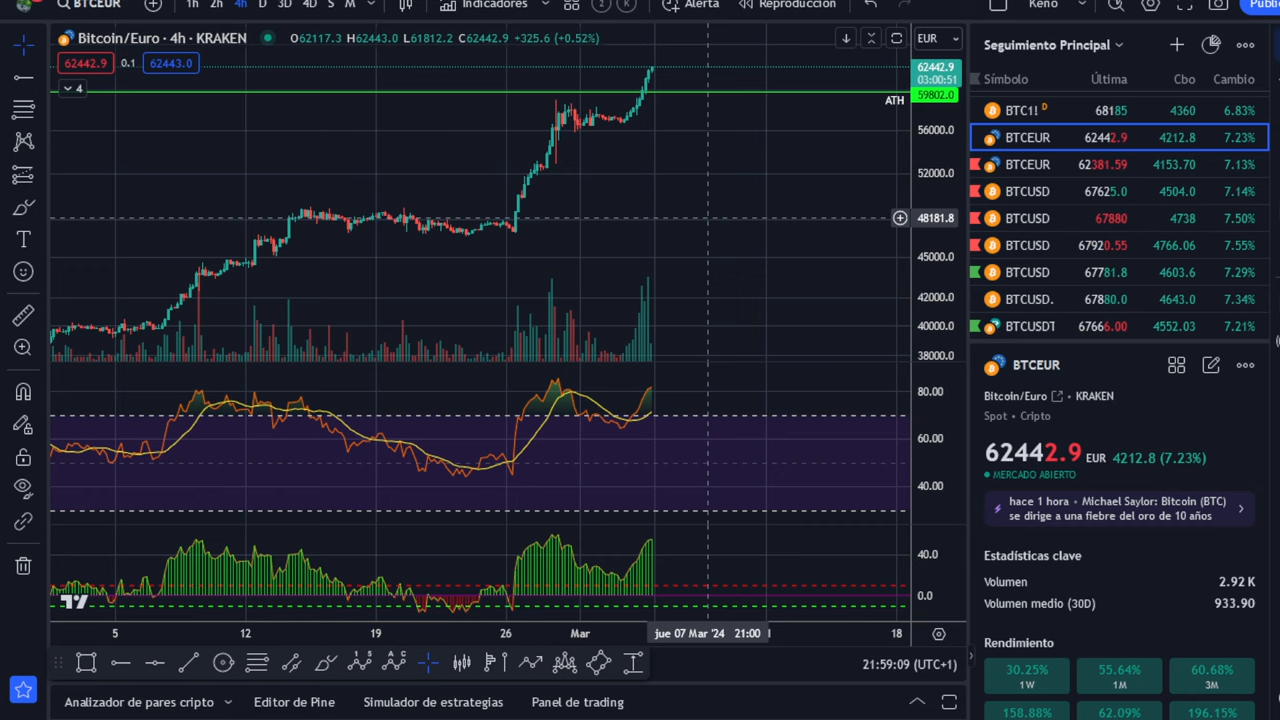 BTCEUR 1h 2h 4h D 3D 4D S M Indicadores Alerta Reproducción Keno
Bitcoin/Euro · 4h · KRAKEN O62117.3 H62443.0 L61812.2 C62442.9 +325.6 (+0.52%) EUR
62442.9 0.1 62443.0
4
62442.9
03:00:51
59802.0
ATH
56000.0
52000.0
48181.8
45000.0
42000.0
40000.0
38000.0
80.00
60.00
40.00
40.0
0.0
5 12 19 26 Mar jue 07 Mar '24 21:00 18
21:59:09 (UTC+1)
Analizador de pares cripto Editor de Pine Simulador de estrategias Panel de trading
Seguimiento Principal
Símbolo Última Cbo Cambio
BTC1! D 68185 4360 6.83%
BTCEUR 62442.9 4212.8 7.23%
BTCEUR 62381.59 4153.70 7.13%
BTCUSD 67625.0 4504.0 7.14%
BTCUSD 67880 4738 7.50%
BTCUSD 67920.55 4766.06 7.55%
BTCUSD 67781.8 4603.6 7.29%
BTCUSD. 67880.0 4643.0 7.34%
BTCUSDT 67666.00 4552.03 7.21%
BTCEUR
Bitcoin/Euro · KRAKEN
Spot · Cripto
62442.9 EUR 4212.8 (7.23%)
MERCADO ABIERTO
hace 1 hora · Michael Saylor: Bitcoin (BTC)
se dirige a una fiebre del oro de 10 años
Estadísticas clave
Volumen 2.92 K
Volumen medio (30D) 933.90
Rendimiento
30.25% 55.64% 60.68%
1W 1M 3M
158.88% 62.09% 196.15%